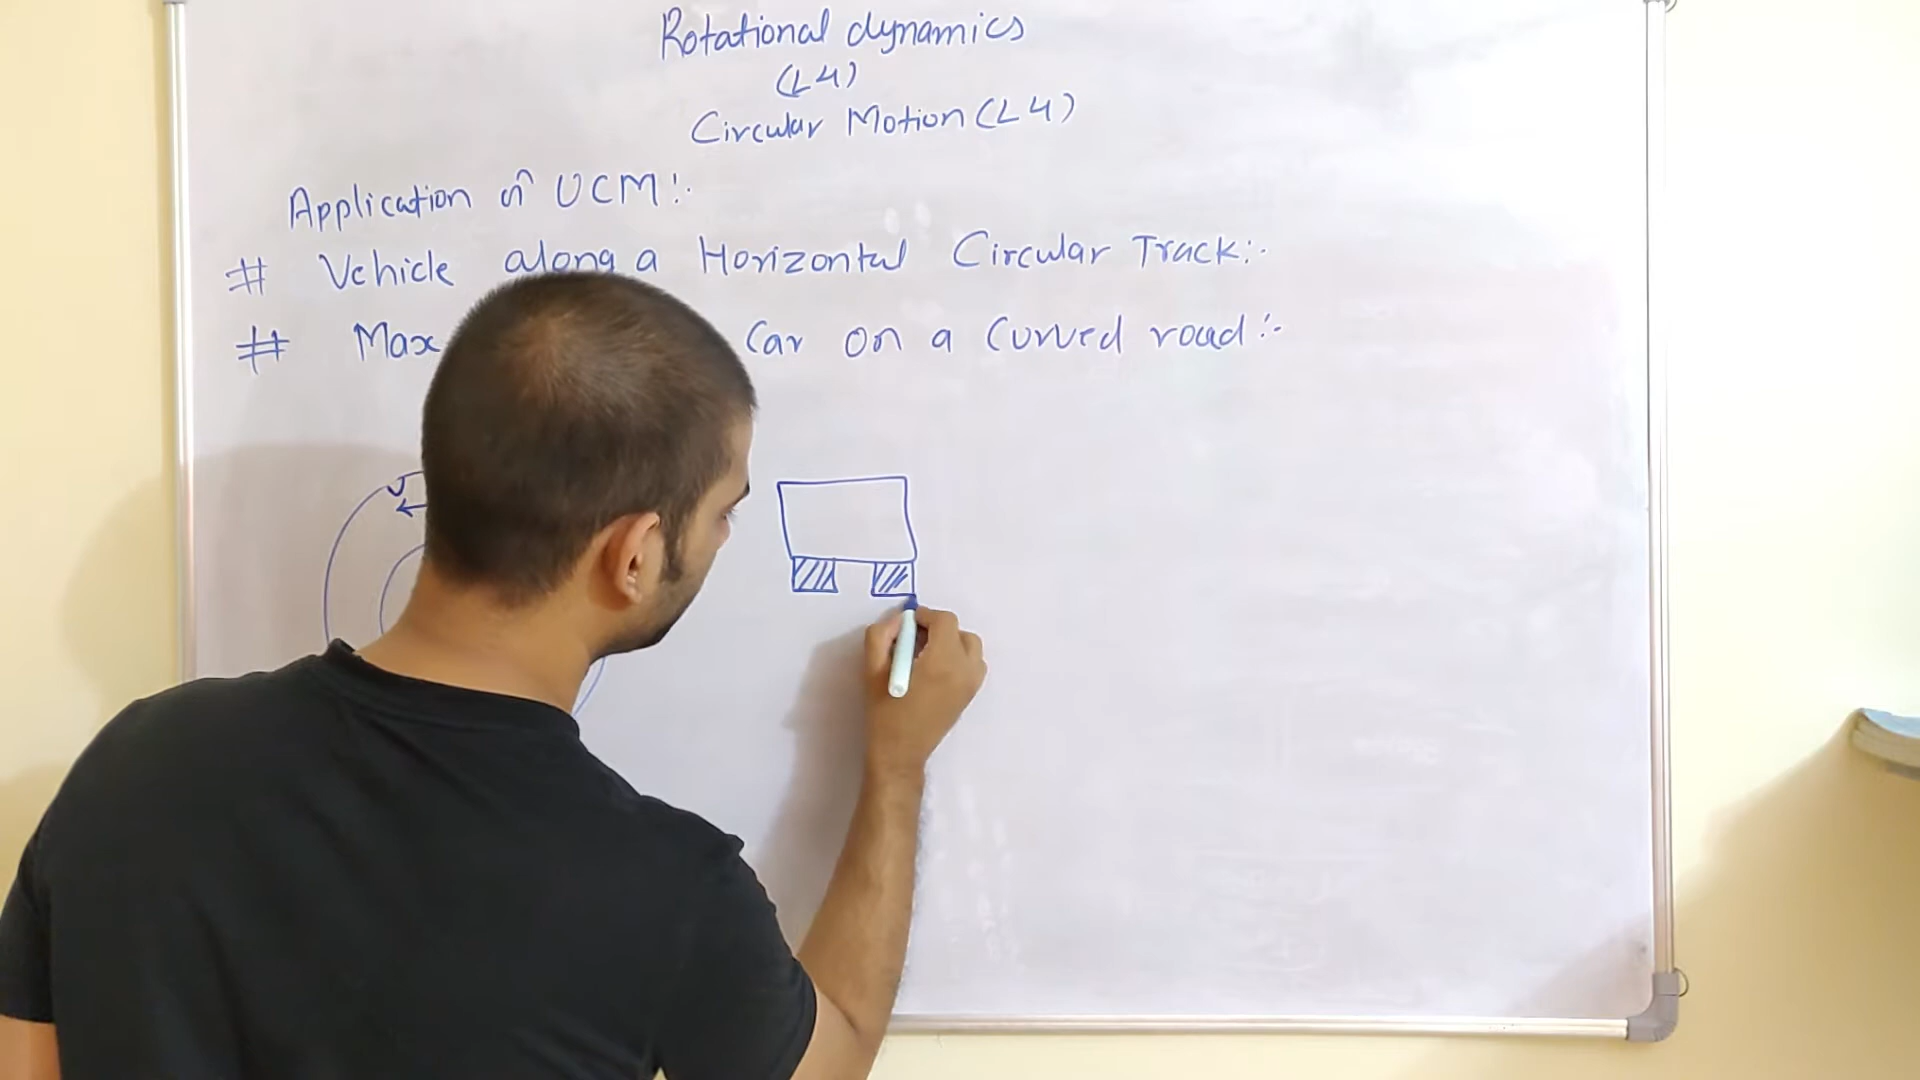 Rotational dynamics
(L4)
Circular Motion (L4)
Application of UCM:-
# Vehicle along a Horizontal Circular Track:-
# Max Car on a Curved road:-
v